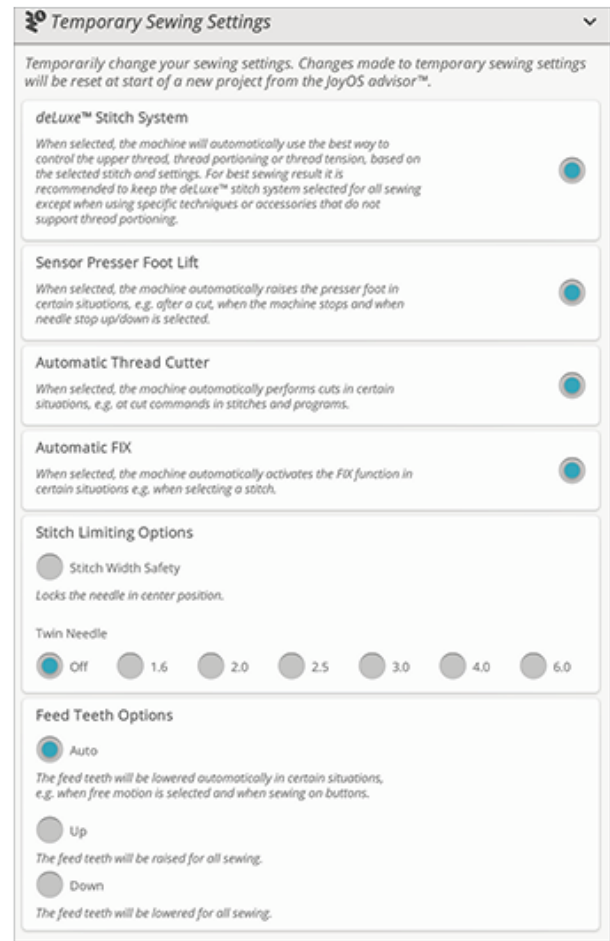 Temporary Sewing Settings
Temporarily change your sewing settings. Changes made to temporary sewing settings
will be reset at start of a new project from the JoyOS advisor™.
deLuxe™ Stitch System
When selected, the machine will automatically use the best way to
control the upper thread, thread portioning or thread tension, based on
the selected stitch and settings. For best sewing result it is
recommended to keep the deLuxe™ stitch system selected for all sewing
except when using specific techniques or accessories that do not
support thread portioning.
Sensor Presser Foot Lift
When selected, the machine automatically raises the presser foot in
certain situations, e.g. after a cut, when the machine stops and when
needle stop up/down is selected.
Automatic Thread Cutter
When selected, the machine automatically performs cuts in certain
situations, e.g. at cut commands in stitches and programs.
Automatic FIX
When selected, the machine automatically activates the FIX function in
certain situations e.g. when selecting a stitch.
Stitch Limiting Options
Stitch Width Safety
Locks the needle in center position.
Twin Needle
Off 1.6 2.0 2.5 3.0 4.0 6.0
Feed Teeth Options
Auto
The feed teeth will be lowered automatically in certain situations,
e.g. when free motion is selected and when sewing on buttons.
Up
The feed teeth will be raised for all sewing.
Down
The feed teeth will be lowered for all sewing.